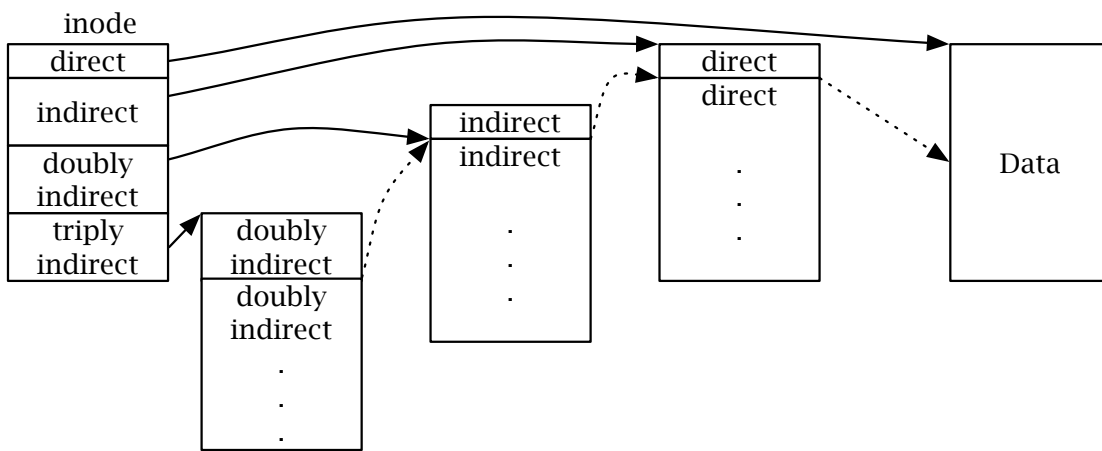 inode
direct
indirect
doubly
indirect
triply
indirect
doubly
indirect
doubly
indirect
.
.
.
indirect
indirect
.
.
.
direct
direct
.
.
.
Data